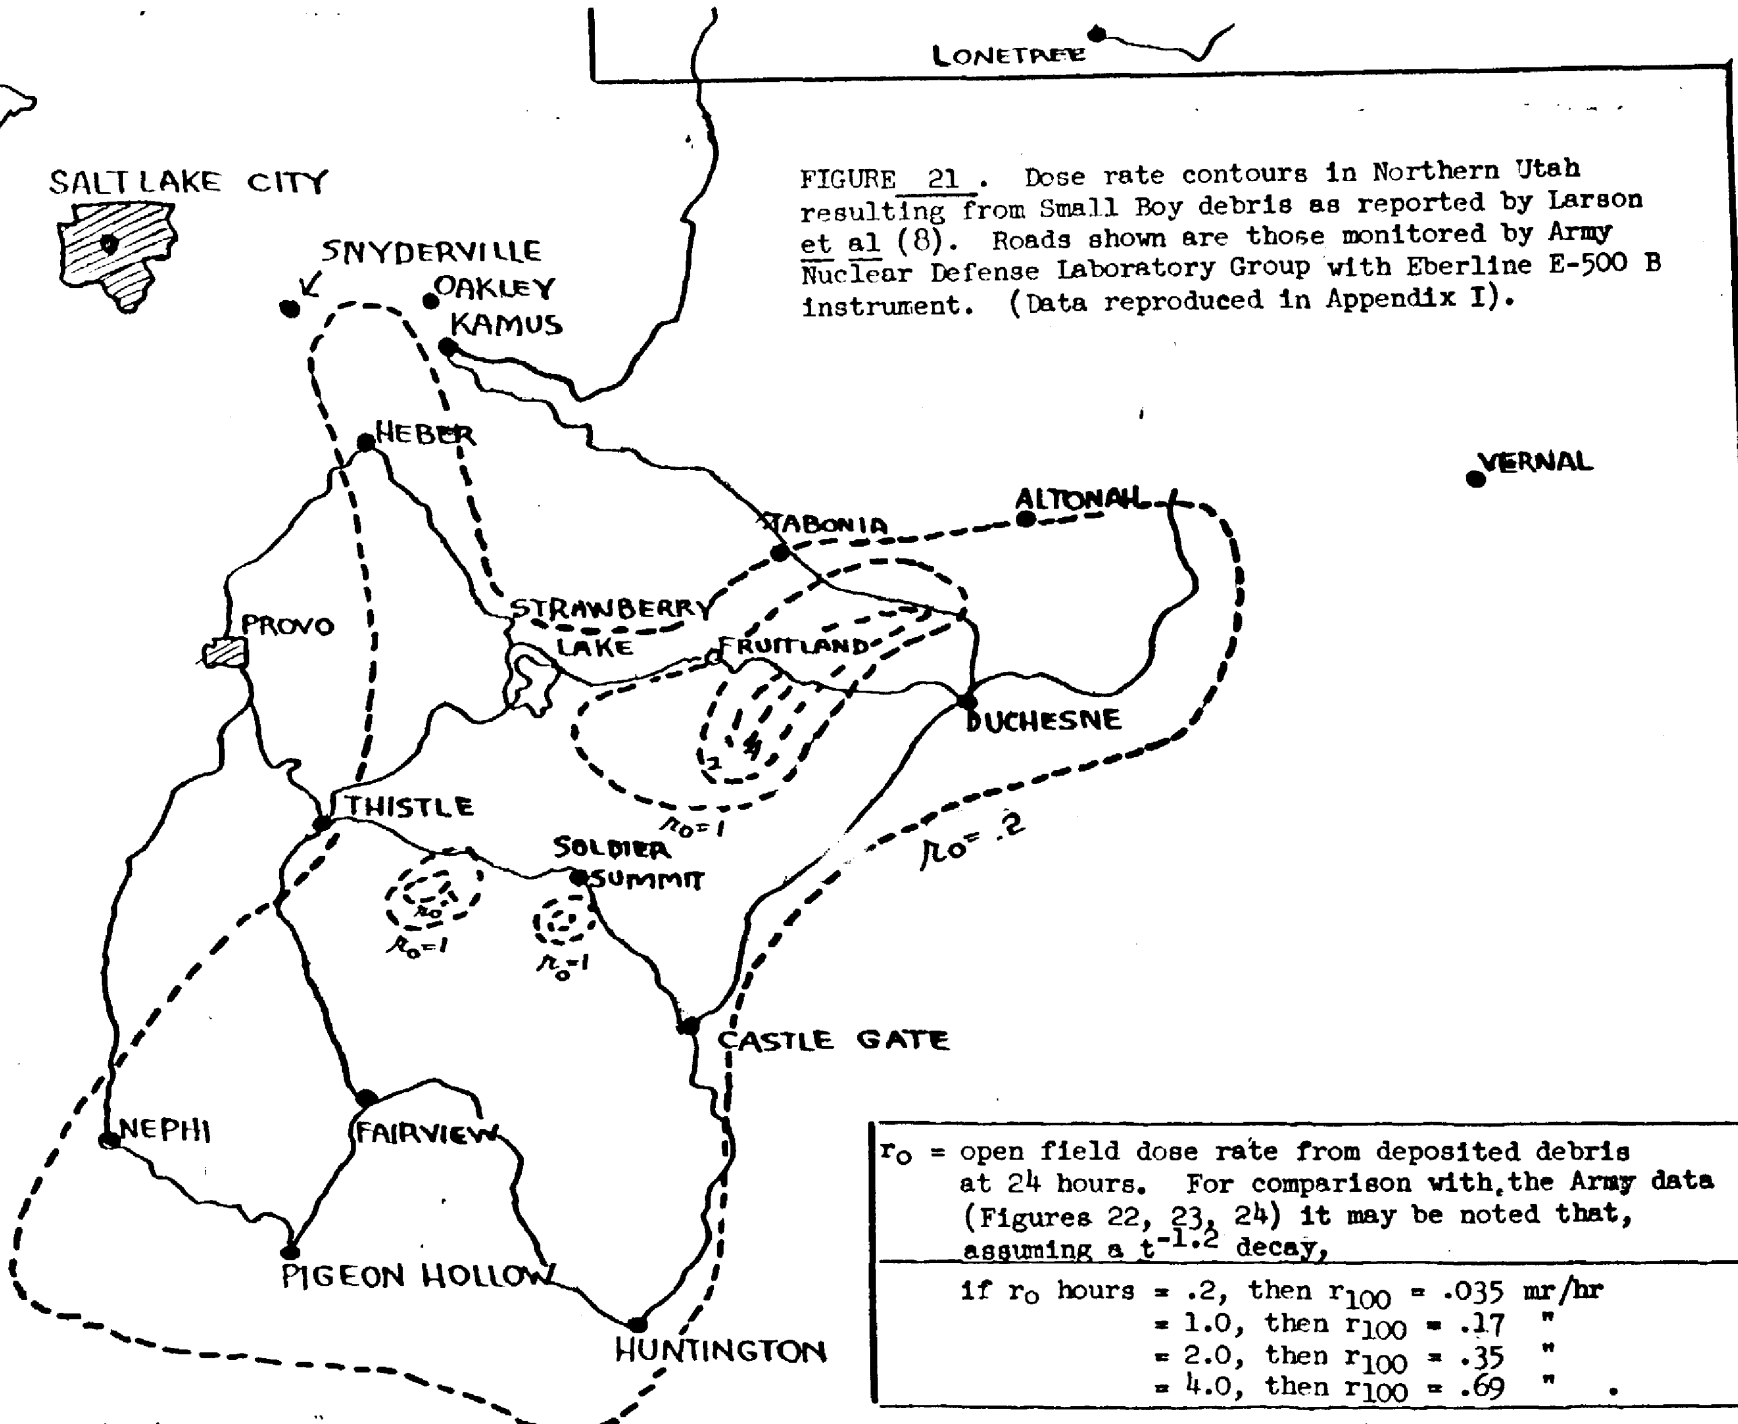 LONETREE
FIGURE 21 . Dose rate contours in Northern Utah
resulting from Small Boy debris as reported by Larson
et al (8). Roads shown are those monitored by Army
Nuclear Defense Laboratory Group with Eberline E-500 B
instrument. (Data reproduced in Appendix I).
SALT LAKE CITY
SNYDERVILLE
OAKLEY
KAMUS
HEBER
VERNAL
ALTONAH
TABONIA
STRAWBERRY
LAKE
PROVO
FRUITLAND
DUCHESNE
4
2
THISTLE
r0=1
r0= .2
SOLDIER
SUMMIT
r0
r0=1
r0=1
CASTLE GATE
NEPHI
FAIRVIEW
PIGEON HOLLOW
HUNTINGTON
r0 = open field dose rate from deposited debris
at 24 hours. For comparison with the Army data
(Figures 22, 23, 24) it may be noted that,
assuming a t-1.2 decay,
if r0 hours = .2, then r100 = .035 mr/hr
= 1.0, then r100 = .17 "
= 2.0, then r100 = .35 "
= 4.0, then r100 = .69 " .